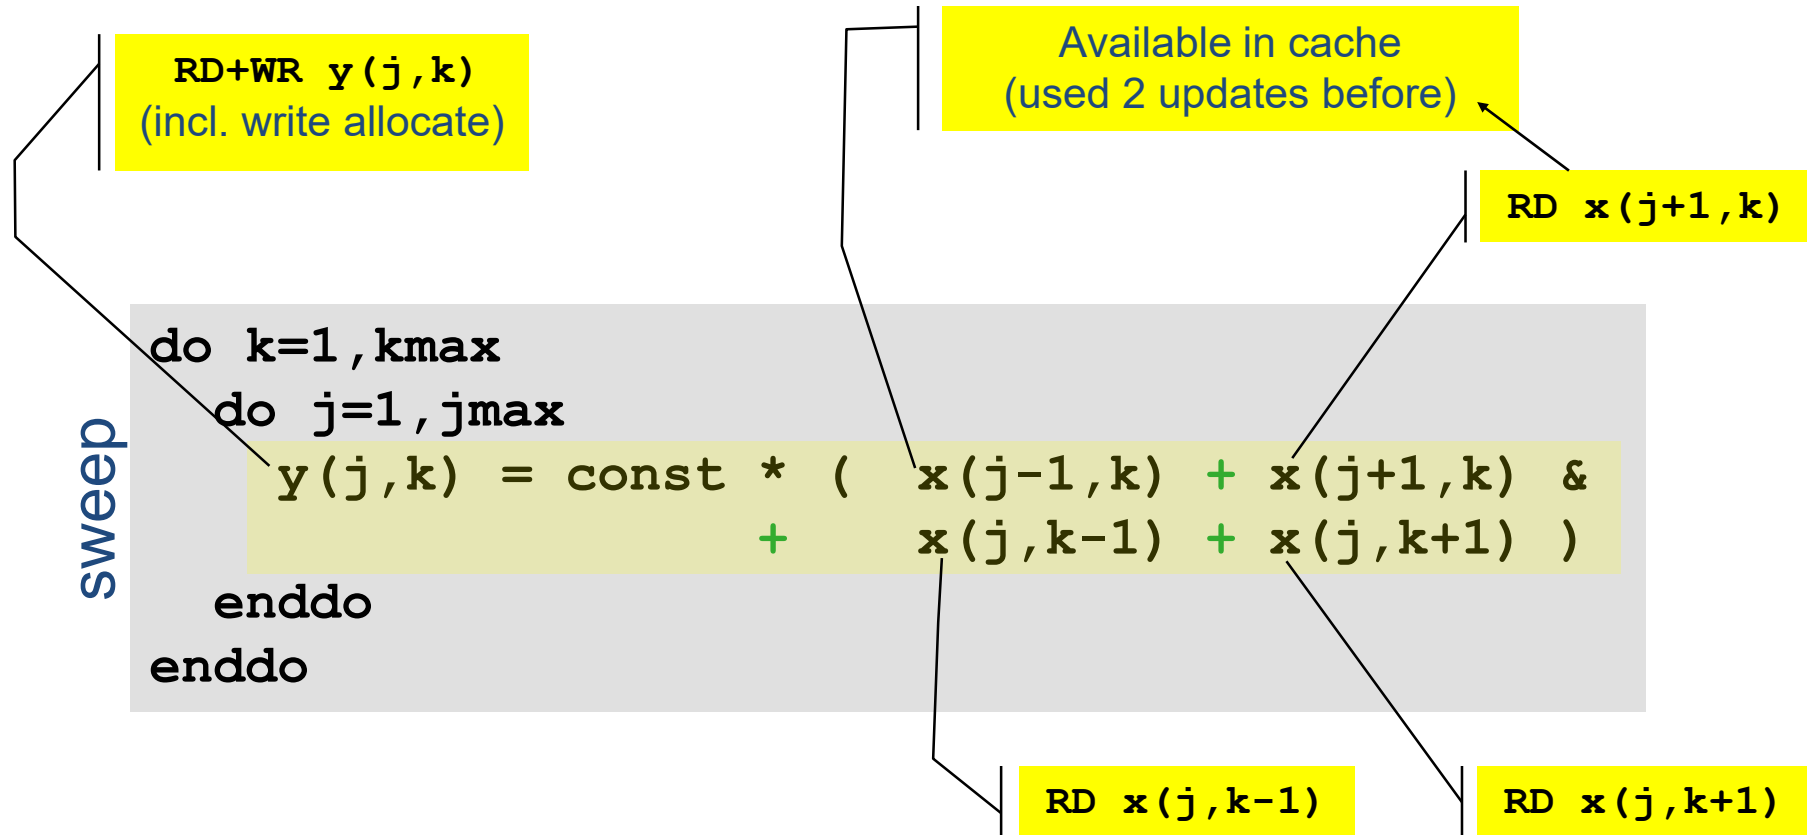 RD+WR y(j,k)
(incl. write allocate)
Available in cache
(used 2 updates before)
RD x(j+1,k)
sweep
do k=1,kmax
do j=1,jmax
y(j,k) = const * ( x(j-1,k) + x(j+1,k) &
+ x(j,k-1) + x(j,k+1) )
enddo
enddo
RD x(j,k-1)
RD x(j,k+1)